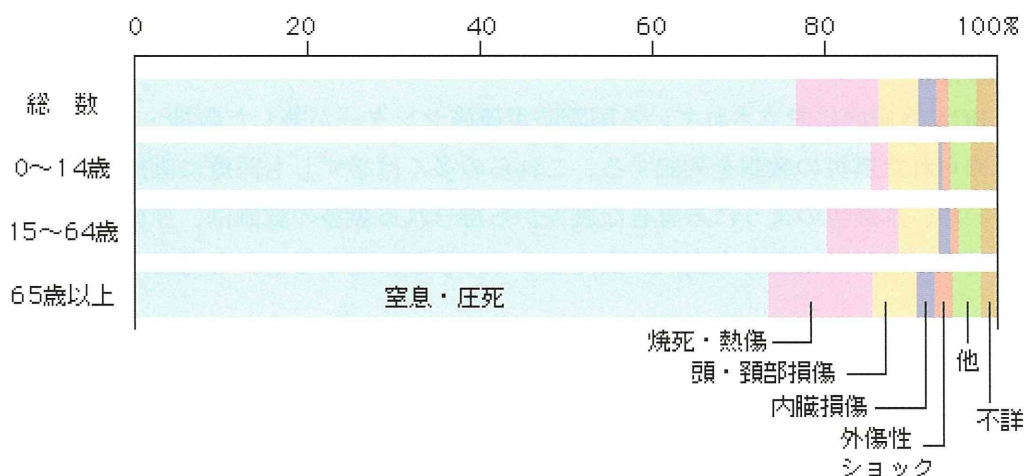 0 20 40 60 80 100%
総 数
0〜14歳
15〜64歳
65歳以上
窒息・圧死
焼死・熱傷
頭・頚部損傷
内臓損傷
外傷性
ショック
他
不詳